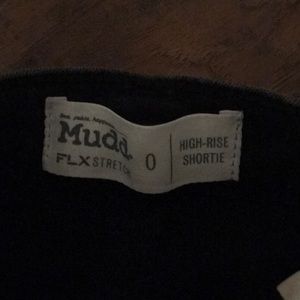 Mudd.
FLX STRETCH
0
HIGH-RISE
SHORTIE